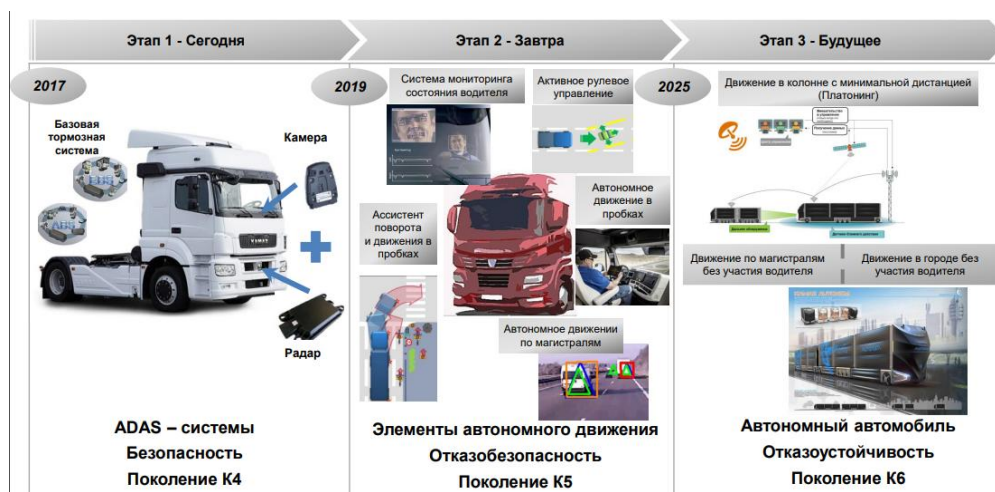 Этап 1 - Сегодня
Этап 2 - Завтра
Этап 3 - Будущее
2017
Базовая
тормозная
система
Камера
Радар
KAMAZ
ADAS – системы
Безопасность
Поколение К4
2019
Система мониторинга
состояния водителя
Активное рулевое
управление
Ассистент
поворота
и движения в
пробках
Автономное
движение в
пробках
Автономное движении
по магистралям
Элементы автономного движения
Отказобезопасность
Поколение К5
2025
Движение в колонне с минимальной дистанцией
(Платонинг)
Движение по магистралям
без участия водителя
Движение в городе без
участия водителя
Автономный автомобиль
Отказоустойчивость
Поколение К6